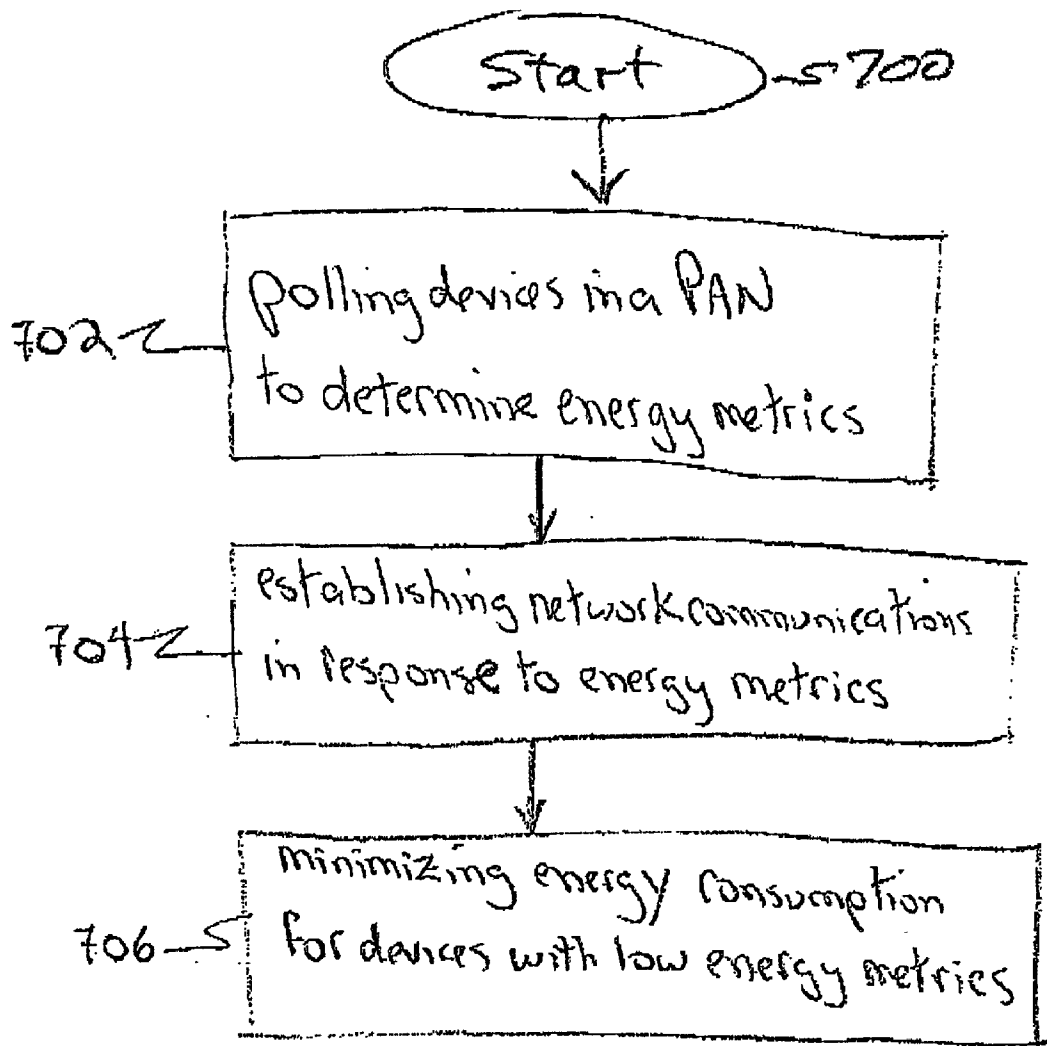 Start 700
polling devices in a PAN
702
to determine energy metrics
establishing network communications
704
in response to energy metrics
minimizing energy consumption
706
for devices with low energy metrics